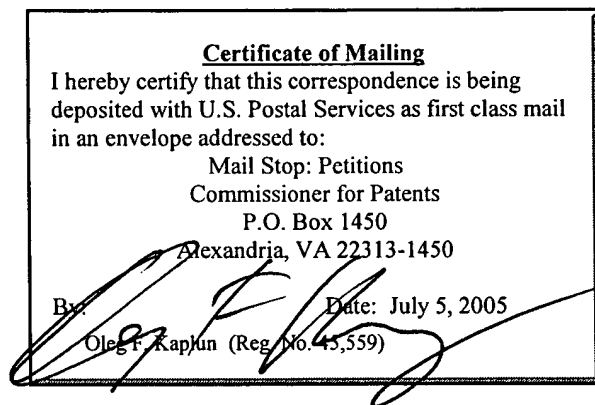 Certificate of Mailing
I hereby certify that this correspondence is being
deposited with U.S. Postal Services as first class mail
in an envelope addressed to:
Mail Stop: Petitions
Commissioner for Patents
P.O. Box 1450
Alexandria, VA 22313-1450
By: Date: July 5, 2005
Oleg F. Kaplun (Reg. No. 45,559)